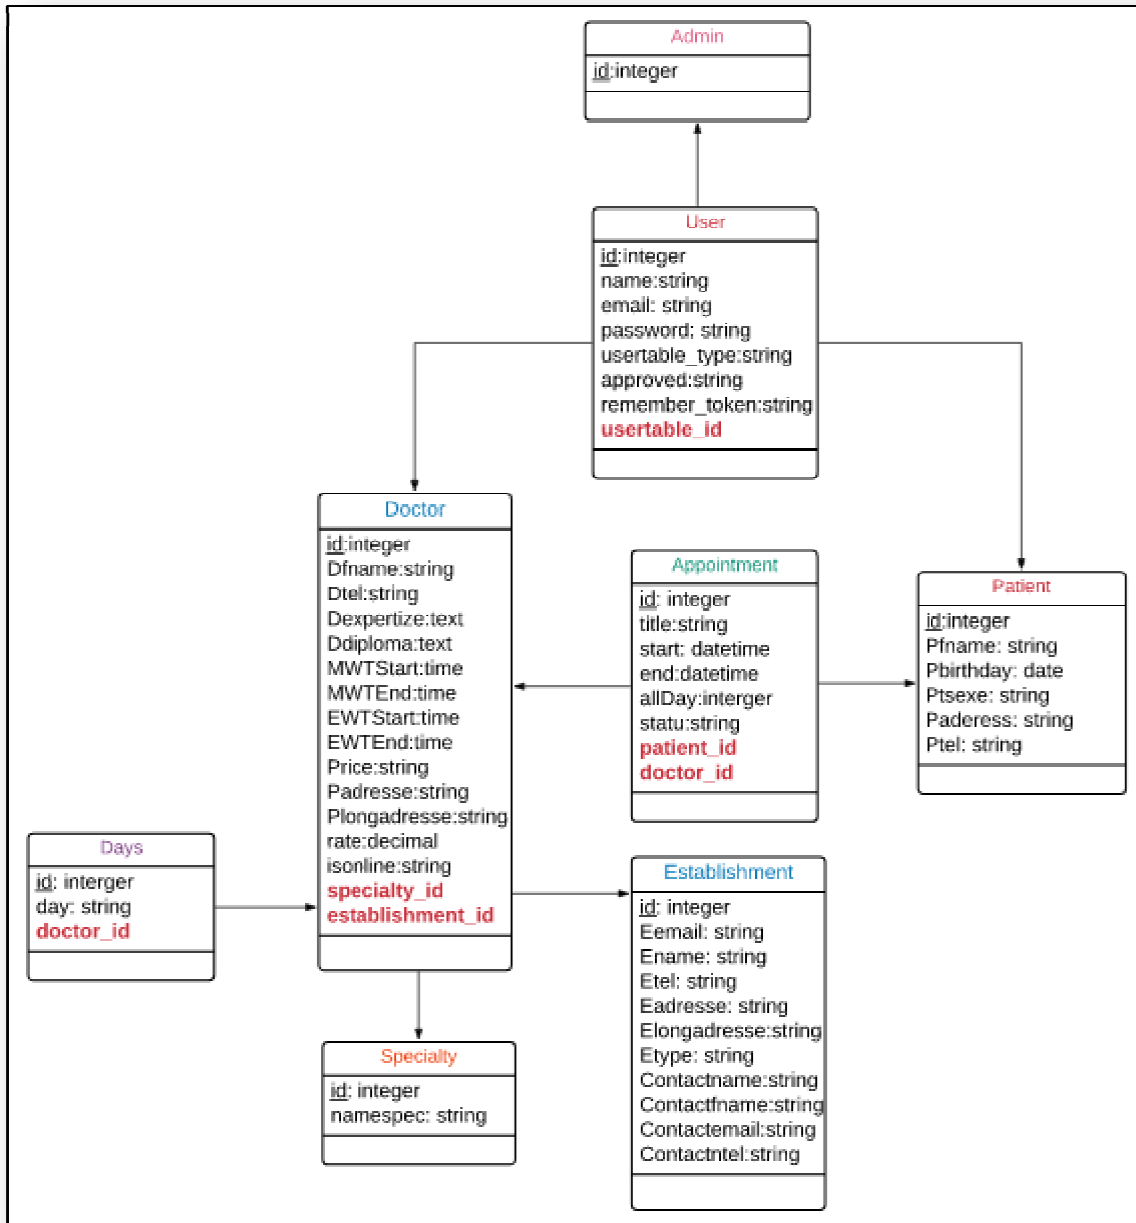 Admin
id:integer
User
id:integer
name:string
email: string
password: string
usertable_type:string
approved:string
remember_token:string
usertable_id
Doctor
id:integer
Dfname:string
Dtel:string
Dexpertize:text
Ddiploma:text
MWTStart:time
MWTEnd:time
EWTStart:time
EWTEnd:time
Price:string
Padresse:string
Plongadresse:string
rate:decimal
isonline:string
specialty_id
establishment_id
Appointment
id: integer
title:string
start: datetime
end:datetime
allDay:interger
statu:string
patient_id
doctor_id
Patient
id:integer
Pfname: string
Pbirthday: date
Ptsexe: string
Paderess: string
Ptel: string
Days
id: interger
day: string
doctor_id
Establishment
id: integer
Eemail: string
Ename: string
Etel: string
Eadresse: string
Elongadresse:string
Etype: string
Contactname:string
Contactfname:string
Contactemail:string
Contactntel:string
Specialty
id: integer
namespec: string